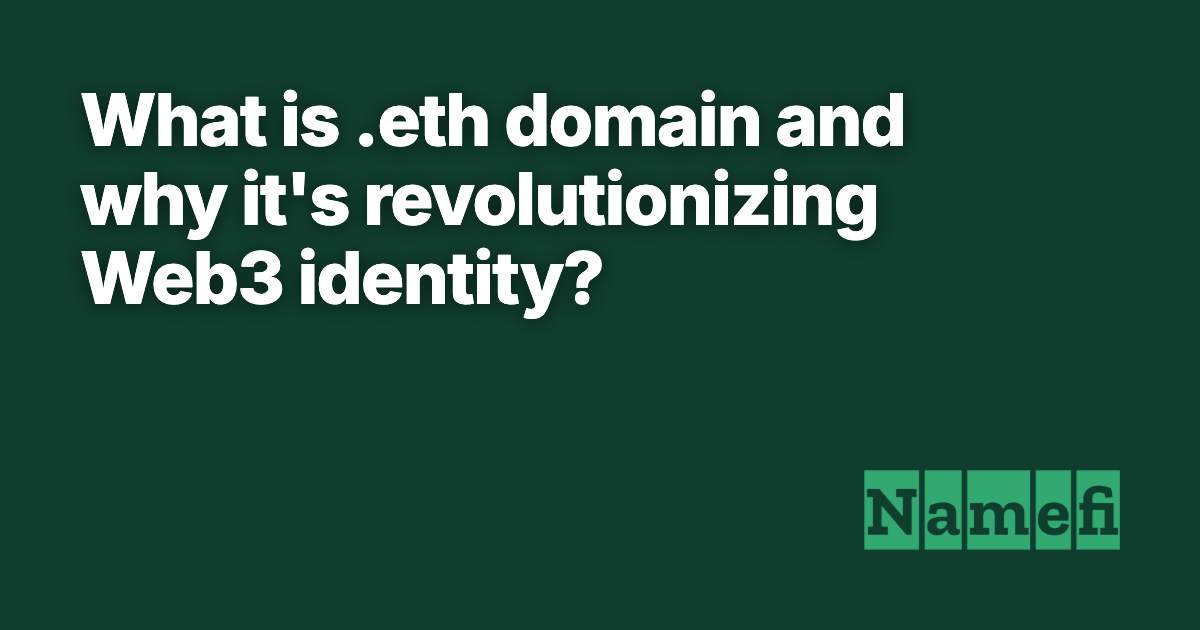 What is .eth domain and
why it's revolutionizing
Web3 identity?
Namefi